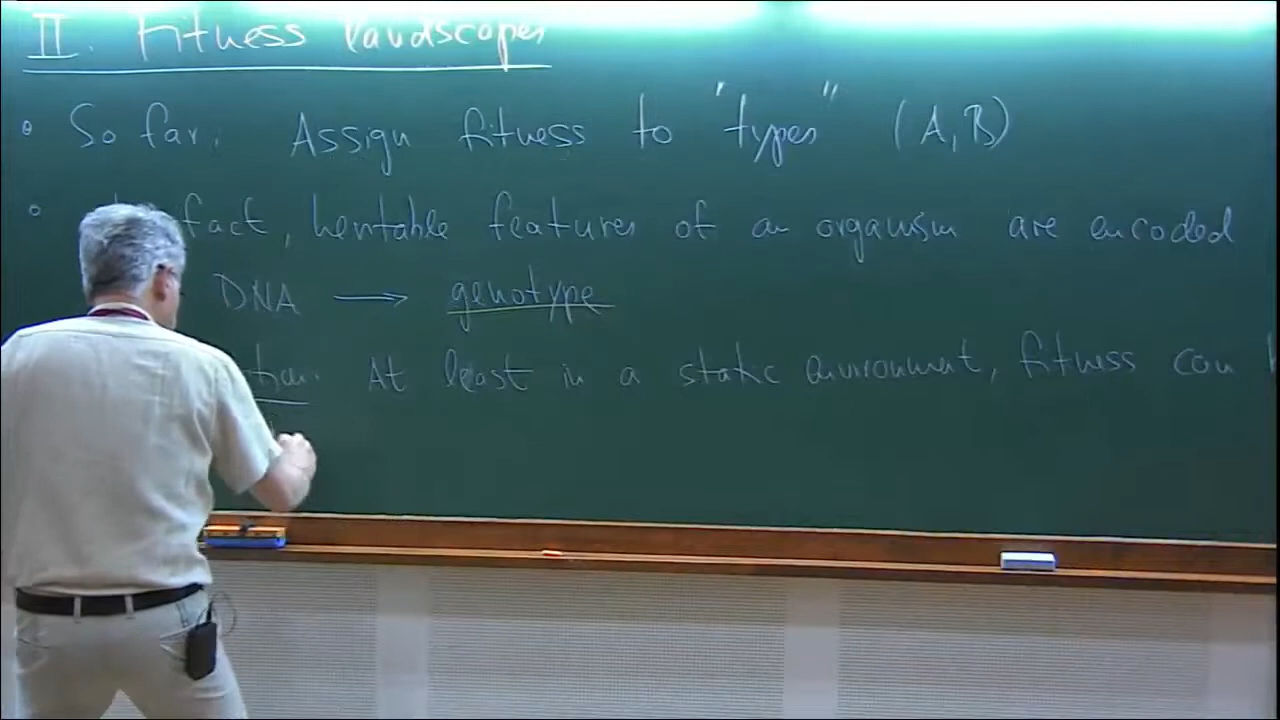 II. Fitness landscapes
So far: Assign fitness to "types" (A,B)
fact, heritable features of an organism are encoded
DNA → genotype
At least in a static environment, fitness can